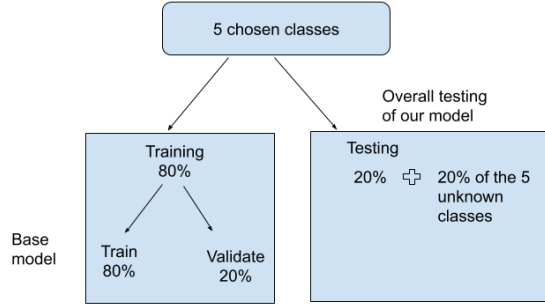 5 chosen classes
Overall testing
of our model
Training
80%
Testing
20%
20% of the 5
unknown
classes
Base
model
Train
80%
Validate
20%